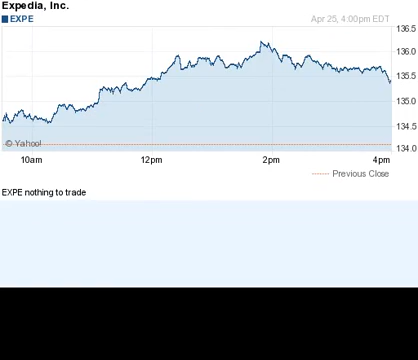 Expedia, Inc.
EXPE Apr 25, 4:00pm EDT
136.5
136.0
135.5
135.0
134.5
© Yahoo!
134.0
10am 12pm 2pm 4pm
Previous Close
EXPE nothing to trade